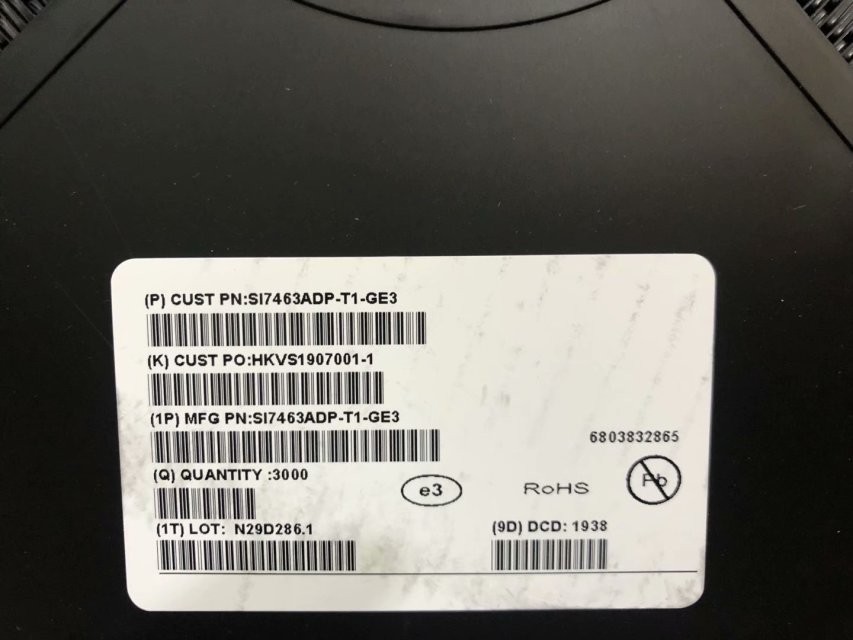 (P) CUST PN:SI7463ADP-T1-GE3
(K) CUST PO:HKVS1907001-1
(1P) MFG PN:SI7463ADP-T1-GE3
6803832865
(Q) QUANTITY :3000
e3
RoHS
Pb
(1T) LOT: N29D286.1
(9D) DCD: 1938